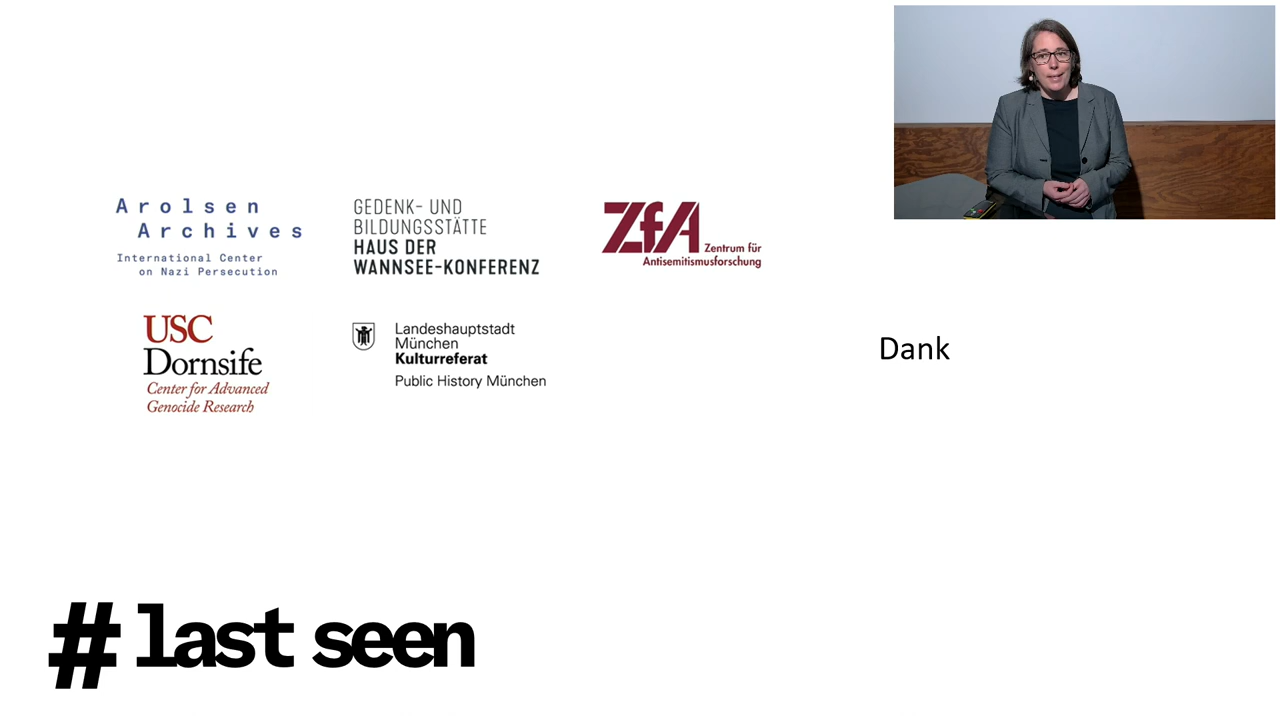 Arolsen
Archives
International Center
on Nazi Persecution
GEDENK- UND
BILDUNGSSTÄTTE
HAUS DER
WANNSEE-KONFERENZ
ZfA Zentrum für
Antisemitismusforschung
USC
Dornsife
Center for Advanced
Genocide Research
Landeshauptstadt
München
Kulturreferat
Public History München
Dank
# last seen